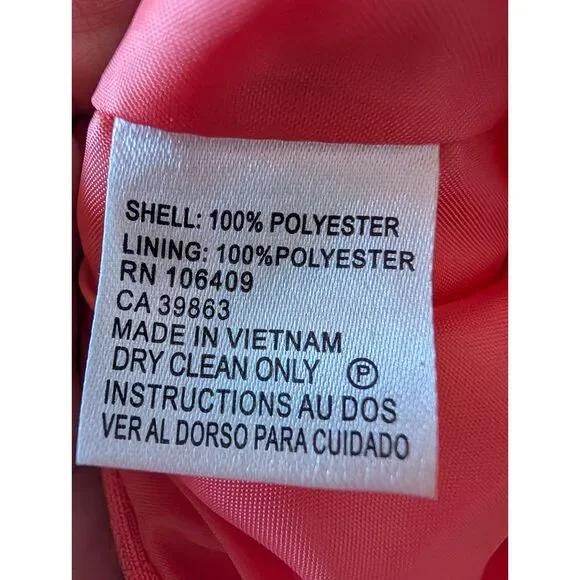 SHELL: 100% POLYESTER
LINING: 100%POLYESTER
RN 106409
CA 39863
MADE IN VIETNAM
DRY CLEAN ONLY Ⓟ
INSTRUCTIONS AU DOS
VER AL DORSO PARA CUIDADO